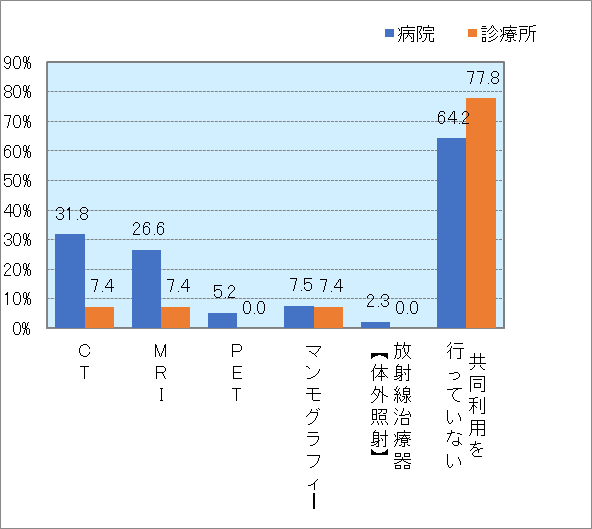 病院 診療所
90%
80%
70%
60%
50%
40%
30%
20%
10%
0%
31.8
7.4
26.6
7.4
5.2
0.0
7.5
7.4
2.3
0.0
64.2
77.8
CT
MRI
PET
マンモグラフィー
放射線治療器
【体外照射】
共同利用を
行っていない